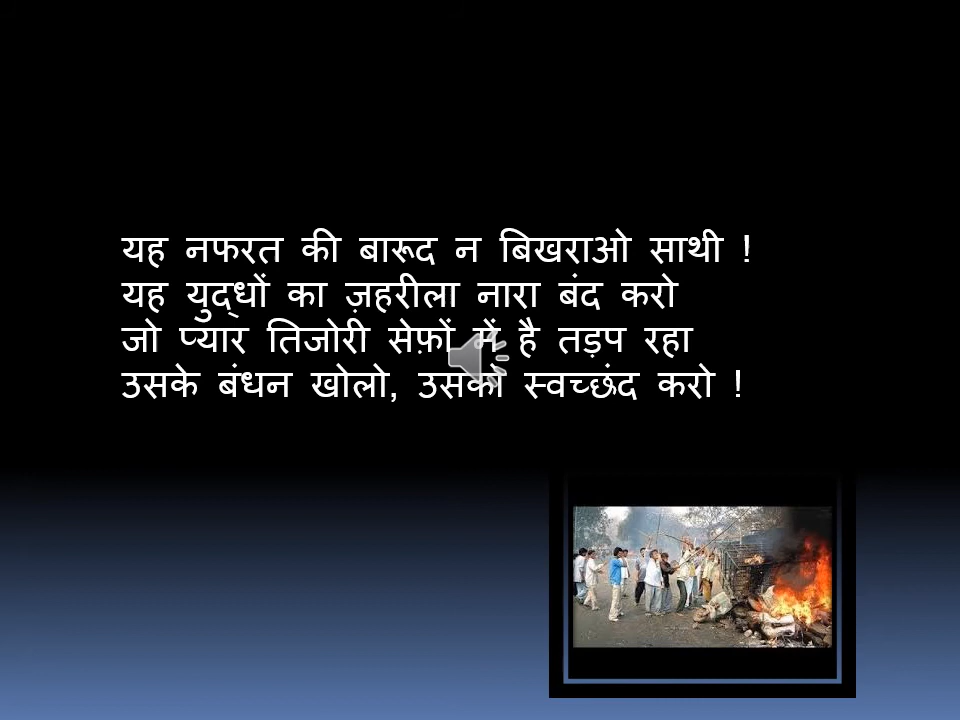 यह नफरत की बारूद न बिखराओ साथी !
यह युद्धों का ज़हरीला नारा बंद करो
जो प्यार तिजोरी सेफ़ों में है तड़प रहा
उसके बंधन खोलो, उसको स्वच्छंद करो !